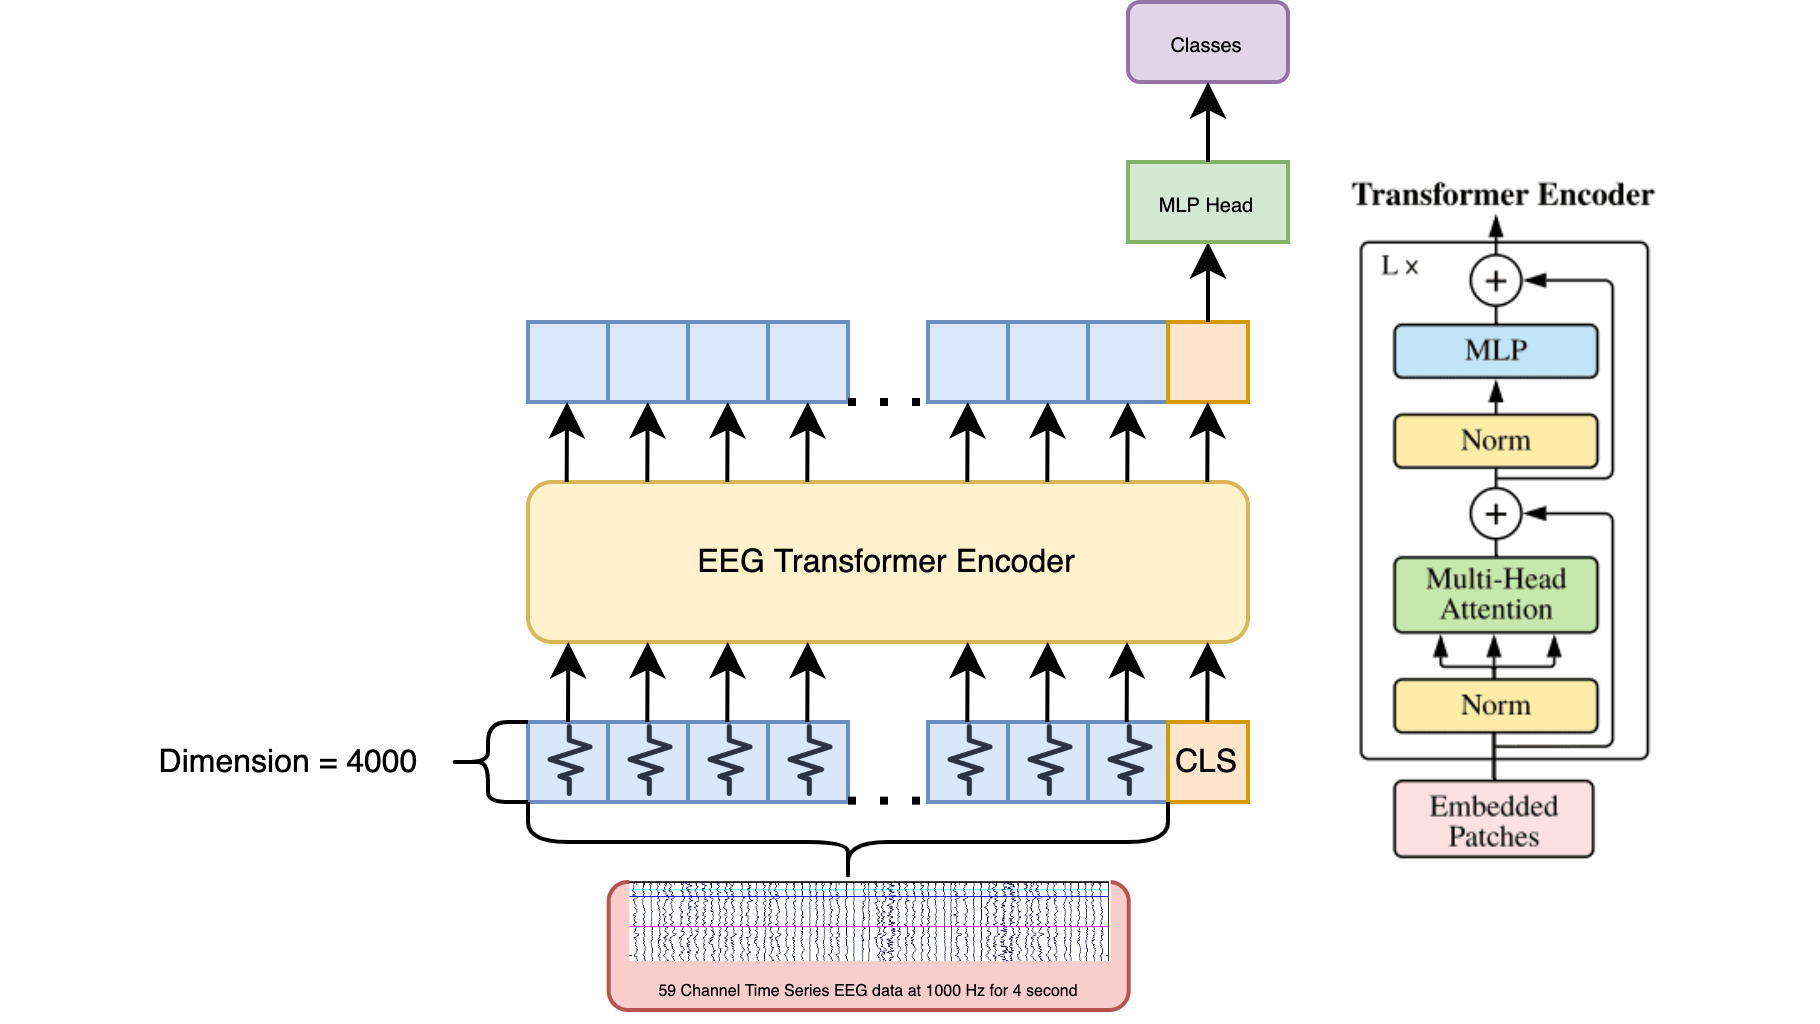 Classes
MLP Head
EEG Transformer Encoder
Dimension = 4000
CLS
59 Channel Time Series EEG data at 1000 Hz for 4 second
Transformer Encoder
L ×
+
MLP
Norm
+
Multi-Head
Attention
Norm
Embedded
Patches